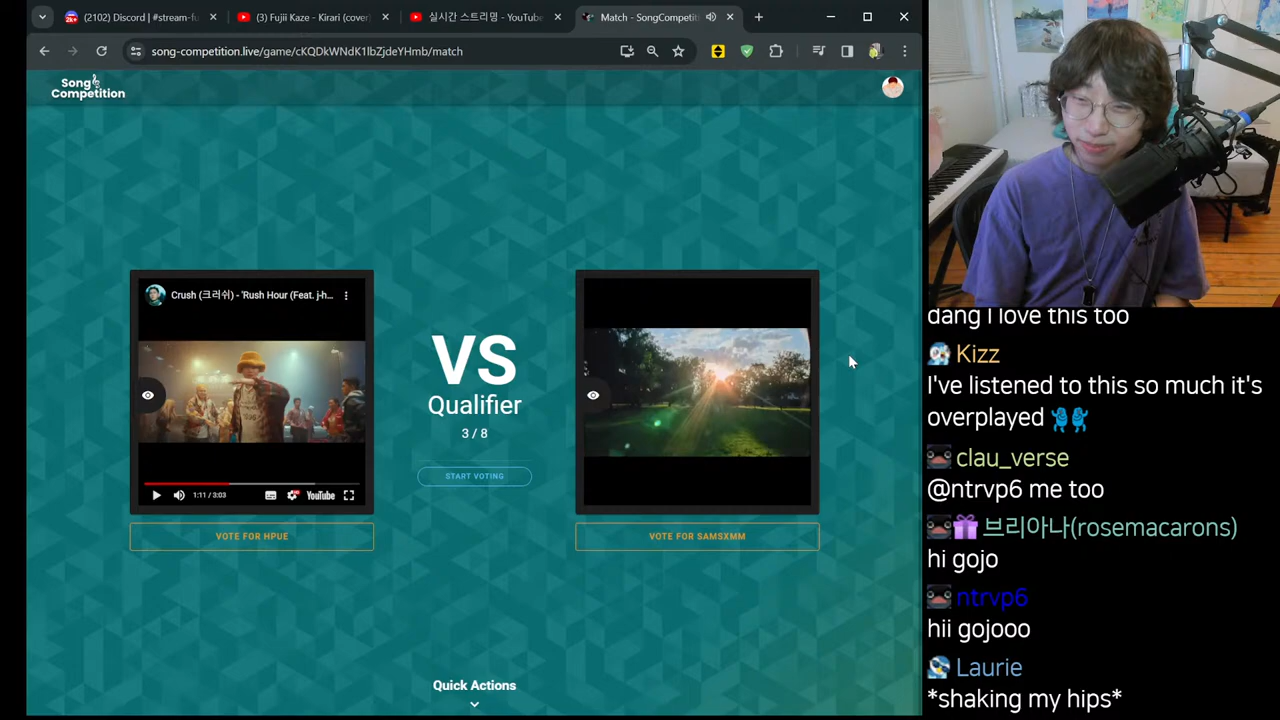 (2102) Discord | #stream-fu
(3) Fujii Kaze - Kirari (cover)
실시간 스트리밍 - YouTube
Match - SongCompetit
song-competition.live/game/cKQDkWNdK1IbZjdeYHmb/match
Song
Competition
Crush (크러쉬) - 'Rush Hour (Feat. j-h...
VS
Qualifier
3 / 8
START VOTING
1:11 / 3:03
YouTube
VOTE FOR HPUE
VOTE FOR SAMSXMM
Quick Actions
dang I love this too
Kizz
I've listened to this so much it's
overplayed
clau_verse
@ntrvp6 me too
브리아나(rosemacarons)
hi gojo
ntrvp6
hii gojooo
Laurie
*shaking my hips*